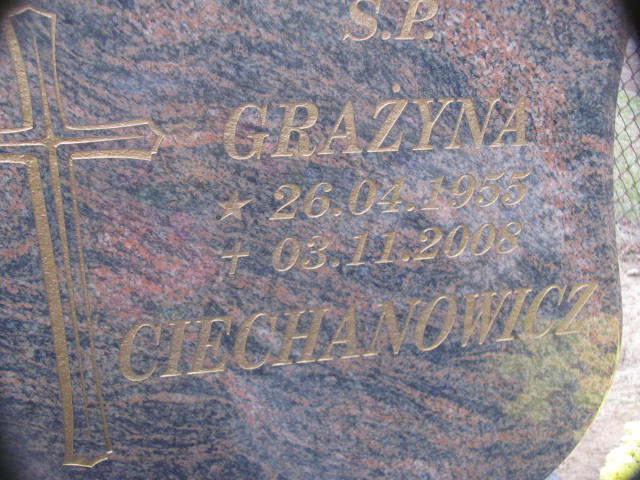 Ś.P.
GRAŻYNA
★ 26.04.1955
+ 03.11.2008
CIECHANOWICZ